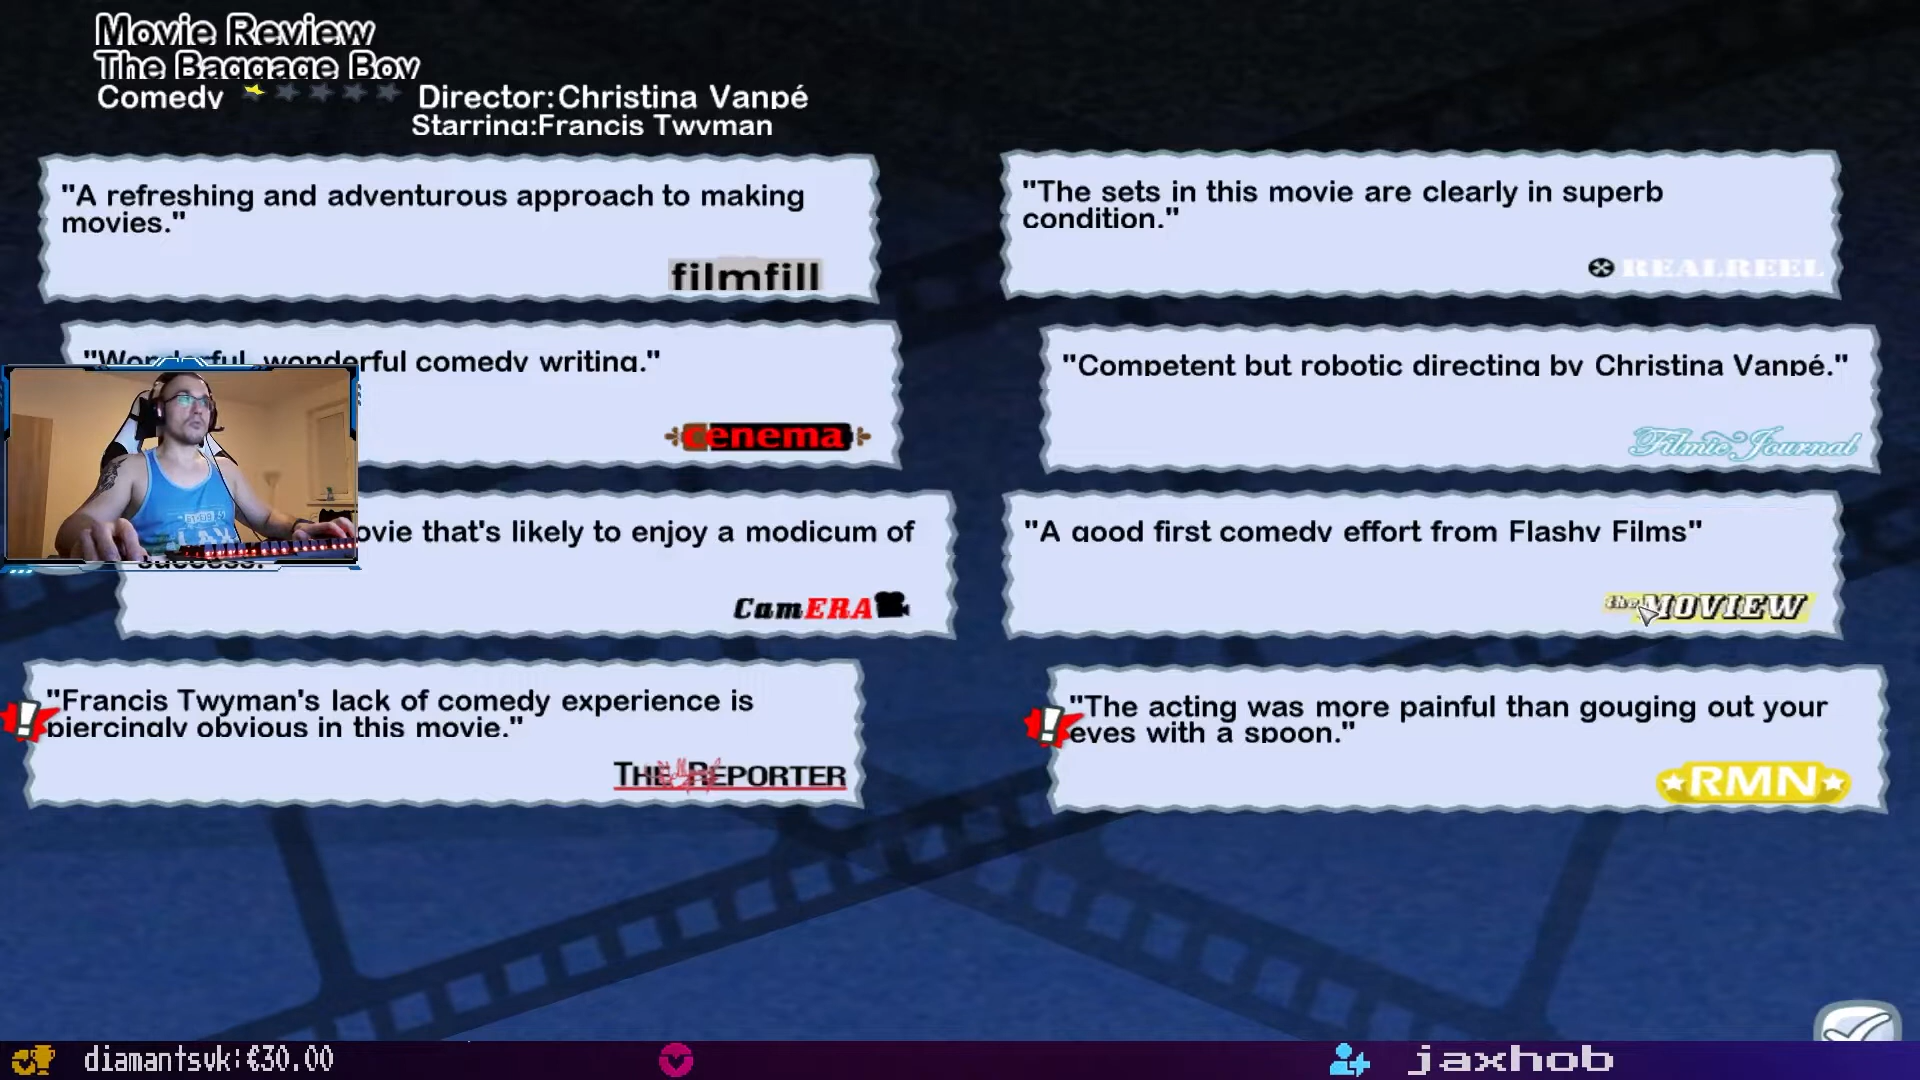 Movie Review
The Baggage Boy
Comedy
Director:Christina Vanpé
Starring:Francis Twyman
"A refreshing and adventurous approach to making
movies."
filmfill
"The sets in this movie are clearly in superb
condition."
REALREEL
"Wonderful, wonderful comedy writing."
cenema
"Competent but robotic directing by Christina Vanpé."
Filmic Journal
ovie that's likely to enjoy a modicum of
success."
CamERA
"A good first comedy effort from Flashy Films"
the MOVIEW
"Francis Twyman's lack of comedy experience is
piercingly obvious in this movie."
THE REPORTER
"The acting was more painful than gouging out your
eyes with a spoon."
RMN
diamantsvk:€30.00
jaxhob